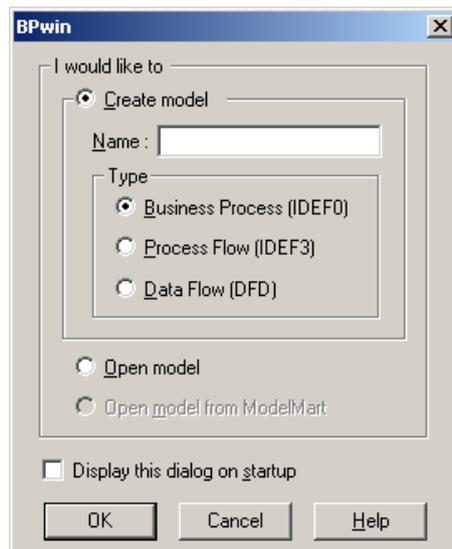 BPwin
I would like to
Create model
Name :
Type
Business Process (IDEF0)
Process Flow (IDEF3)
Data Flow (DFD)
Open model
Open model from ModelMart
Display this dialog on startup
OK Cancel Help